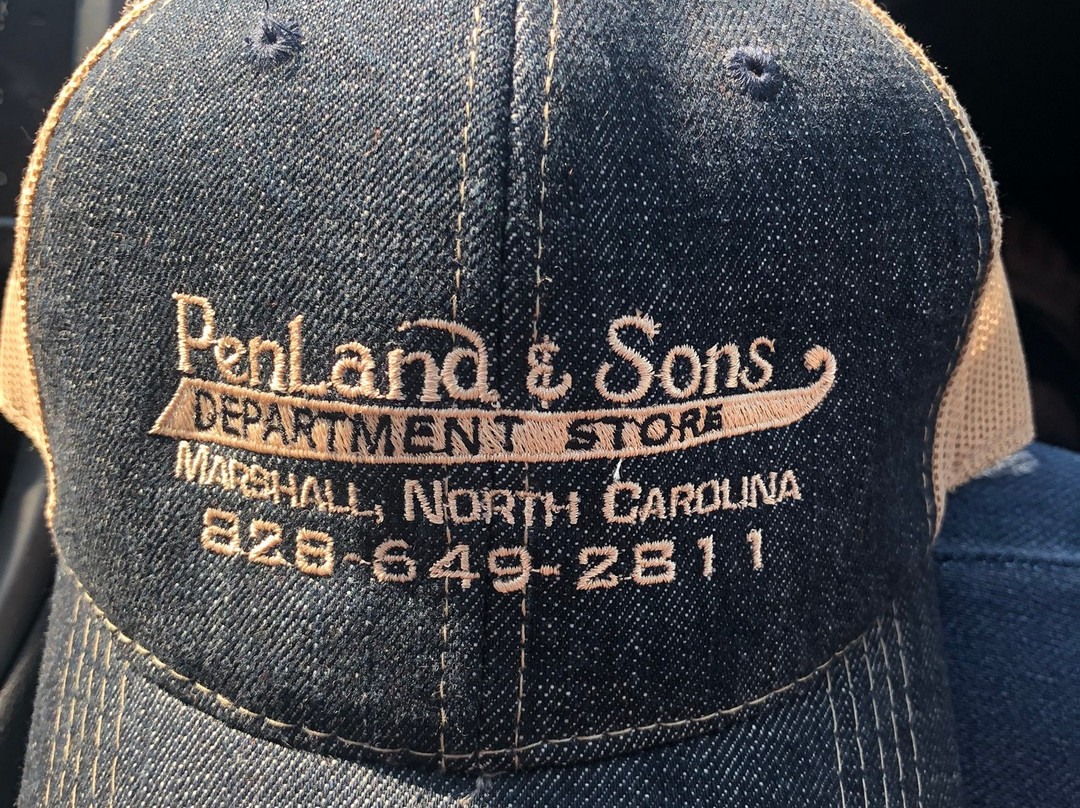 PenLand & Sons
DEPARTMENT STORE
MARSHALL, NORTH CAROLINA
828-649-2811